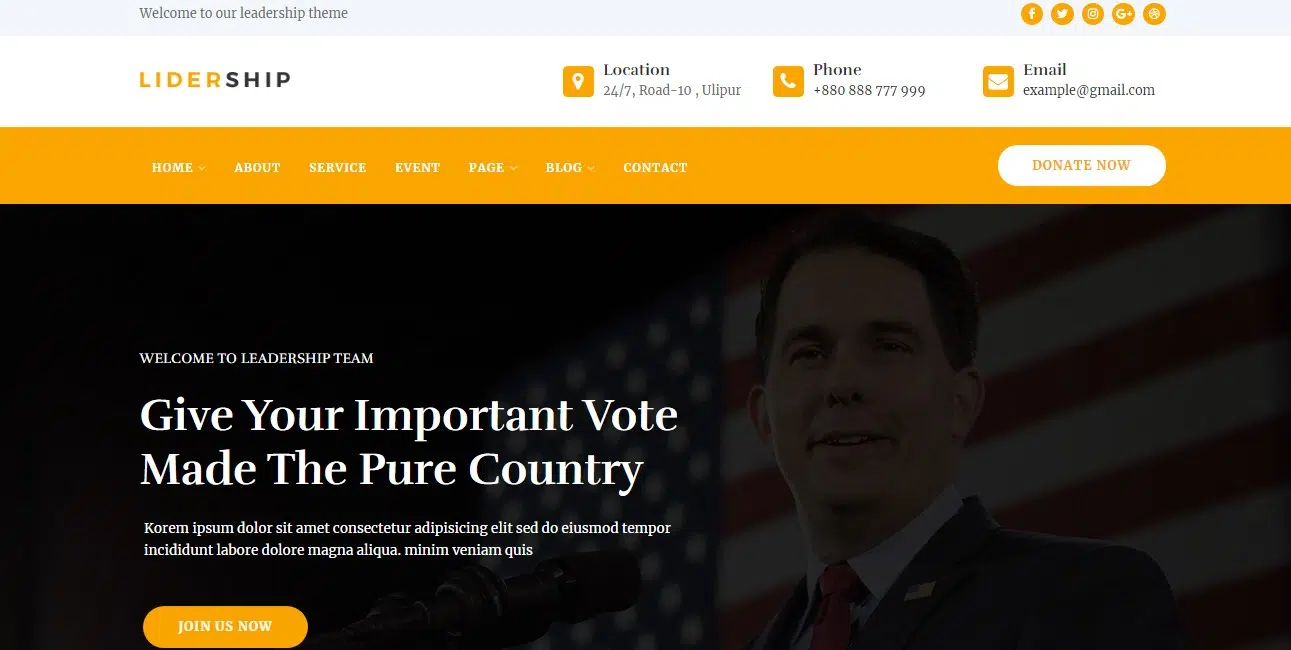 Welcome to our leadership theme
LIDERSHIP
Location
24/7, Road-10 , Ulipur
Phone
+880 888 777 999
Email
example@gmail.com
HOME ABOUT SERVICE EVENT PAGE BLOG CONTACT
DONATE NOW
WELCOME TO LEADERSHIP TEAM
Give Your Important Vote
Made The Pure Country
Korem ipsum dolor sit amet consectetur adipisicing elit sed do eiusmod tempor
incididunt labore dolore magna aliqua. minim veniam quis
JOIN US NOW